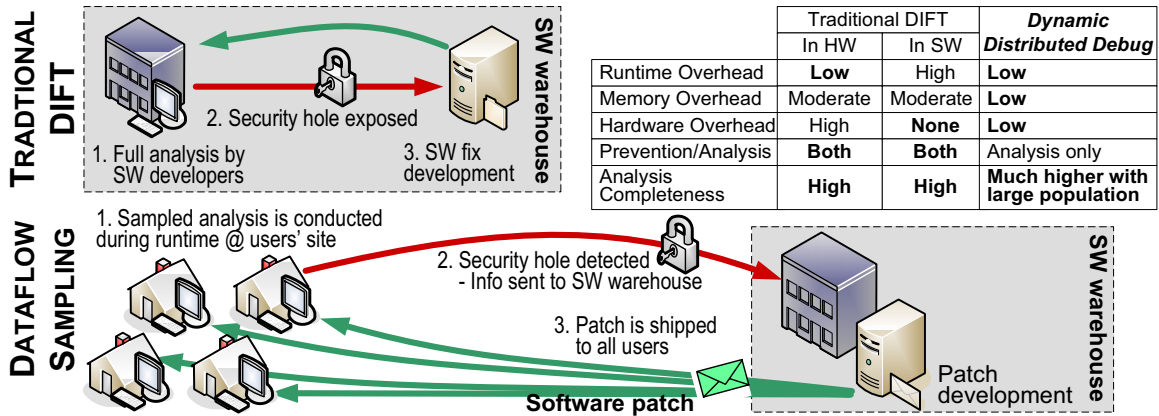 TRADTIONAL
DIFT
SW warehouse
2. Security hole exposed
1. Full analysis by
SW developers
3. SW fix
development
Traditional DIFT
Dynamic
Distributed Debug
In HW
In SW
Runtime Overhead Low High Low
Memory Overhead Moderate Moderate Low
Hardware Overhead High None Low
Prevention/Analysis Both Both Analysis only
Analysis
Completeness High High Much higher with
large population
DATAFLOW
SAMPLING
1. Sampled analysis is conducted
during runtime @ users' site
2. Security hole detected
- Info sent to SW warehouse
3. Patch is shipped
to all users
Software patch
SW warehouse
Patch
development